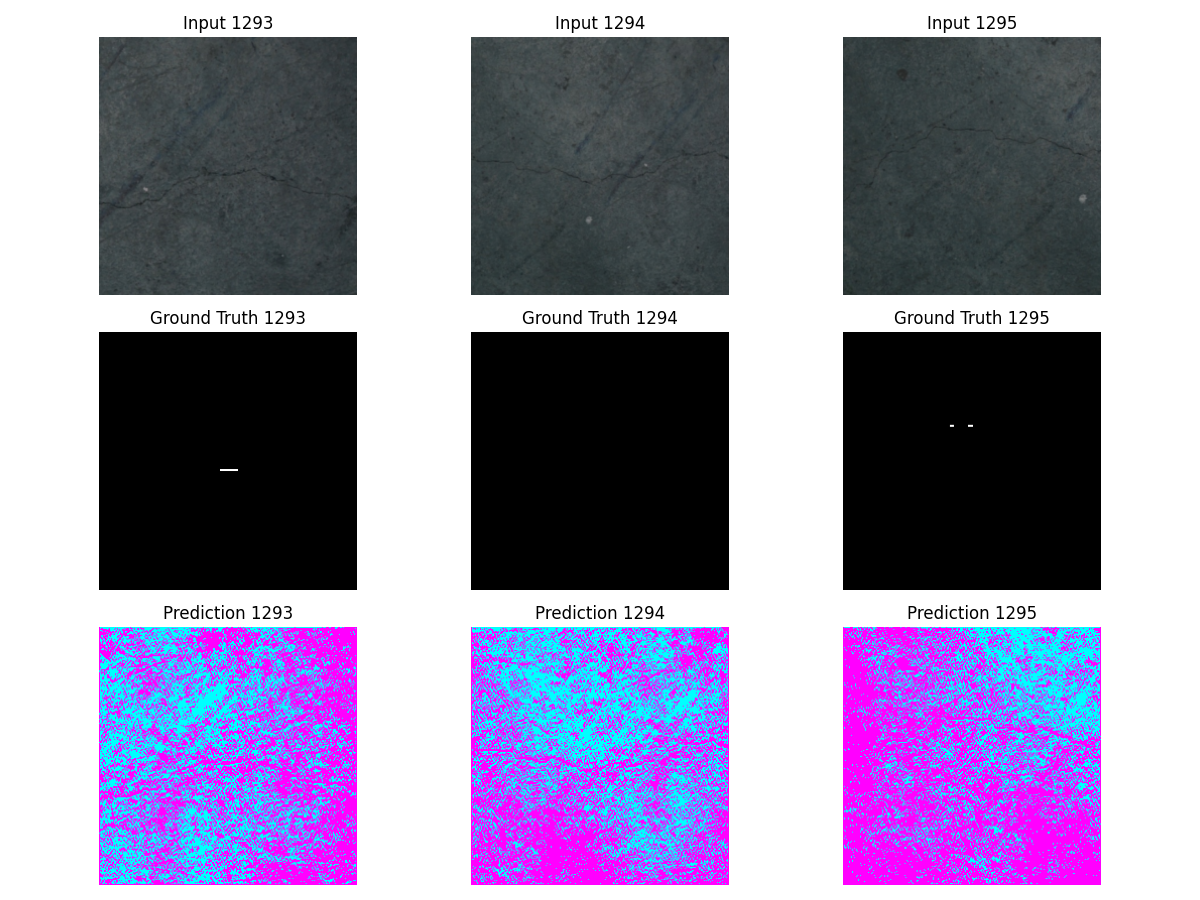 Input 1293
Input 1294
Input 1295
Ground Truth 1293
Ground Truth 1294
Ground Truth 1295
Prediction 1293
Prediction 1294
Prediction 1295